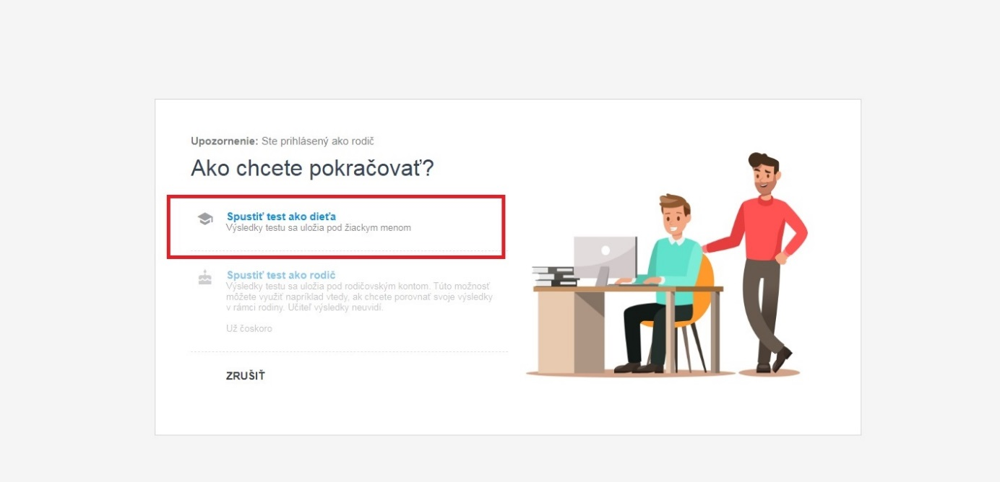 Upozornenie: Ste prihlásený ako rodič
Ako chcete pokračovať?
Spustiť test ako dieťa
Výsledky testu sa uložia pod žiackym menom
Spustiť test ako rodič
Výsledky testu sa uložia pod rodičovským kontom. Túto možnosť
môžete využiť napríklad vtedy, ak chcete porovnať svoje výsledky
v rámci rodiny. Učiteľ výsledky neuvidí.
Už čoskoro
ZRUŠIŤ